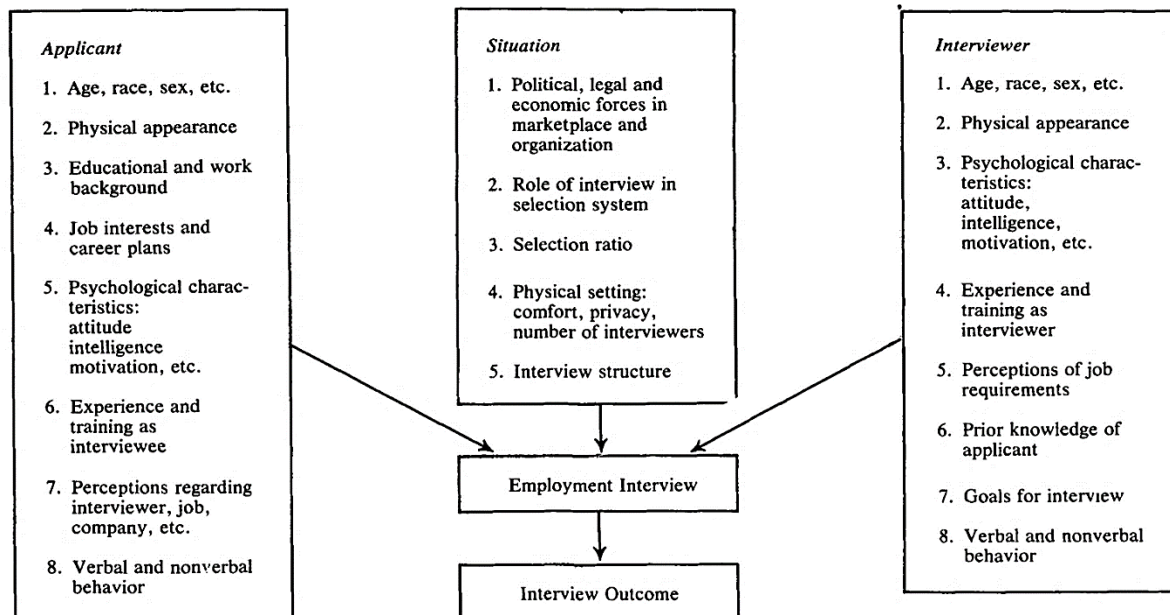 Applicant
1. Age, race, sex, etc.
2. Physical appearance
3. Educational and work
background
4. Job interests and
career plans
5. Psychological charac-
teristics:
attitude
intelligence
motivation, etc.
6. Experience and
training as
interviewee
7. Perceptions regarding
interviewer, job,
company, etc.
8. Verbal and nonverbal
behavior
Situation
1. Political, legal and
economic forces in
marketplace and
organization
2. Role of interview in
selection system
3. Selection ratio
4. Physical setting:
comfort, privacy,
number of interviewers
5. Interview structure
Interviewer
1. Age, race, sex, etc.
2. Physical appearance
3. Psychological charac-
teristics:
attitude,
intelligence,
motivation, etc.
4. Experience and
training as
interviewer
5. Perceptions of job
requirements
6. Prior knowledge of
applicant
7. Goals for interview
8. Verbal and nonverbal
behavior
Employment Interview
Interview Outcome